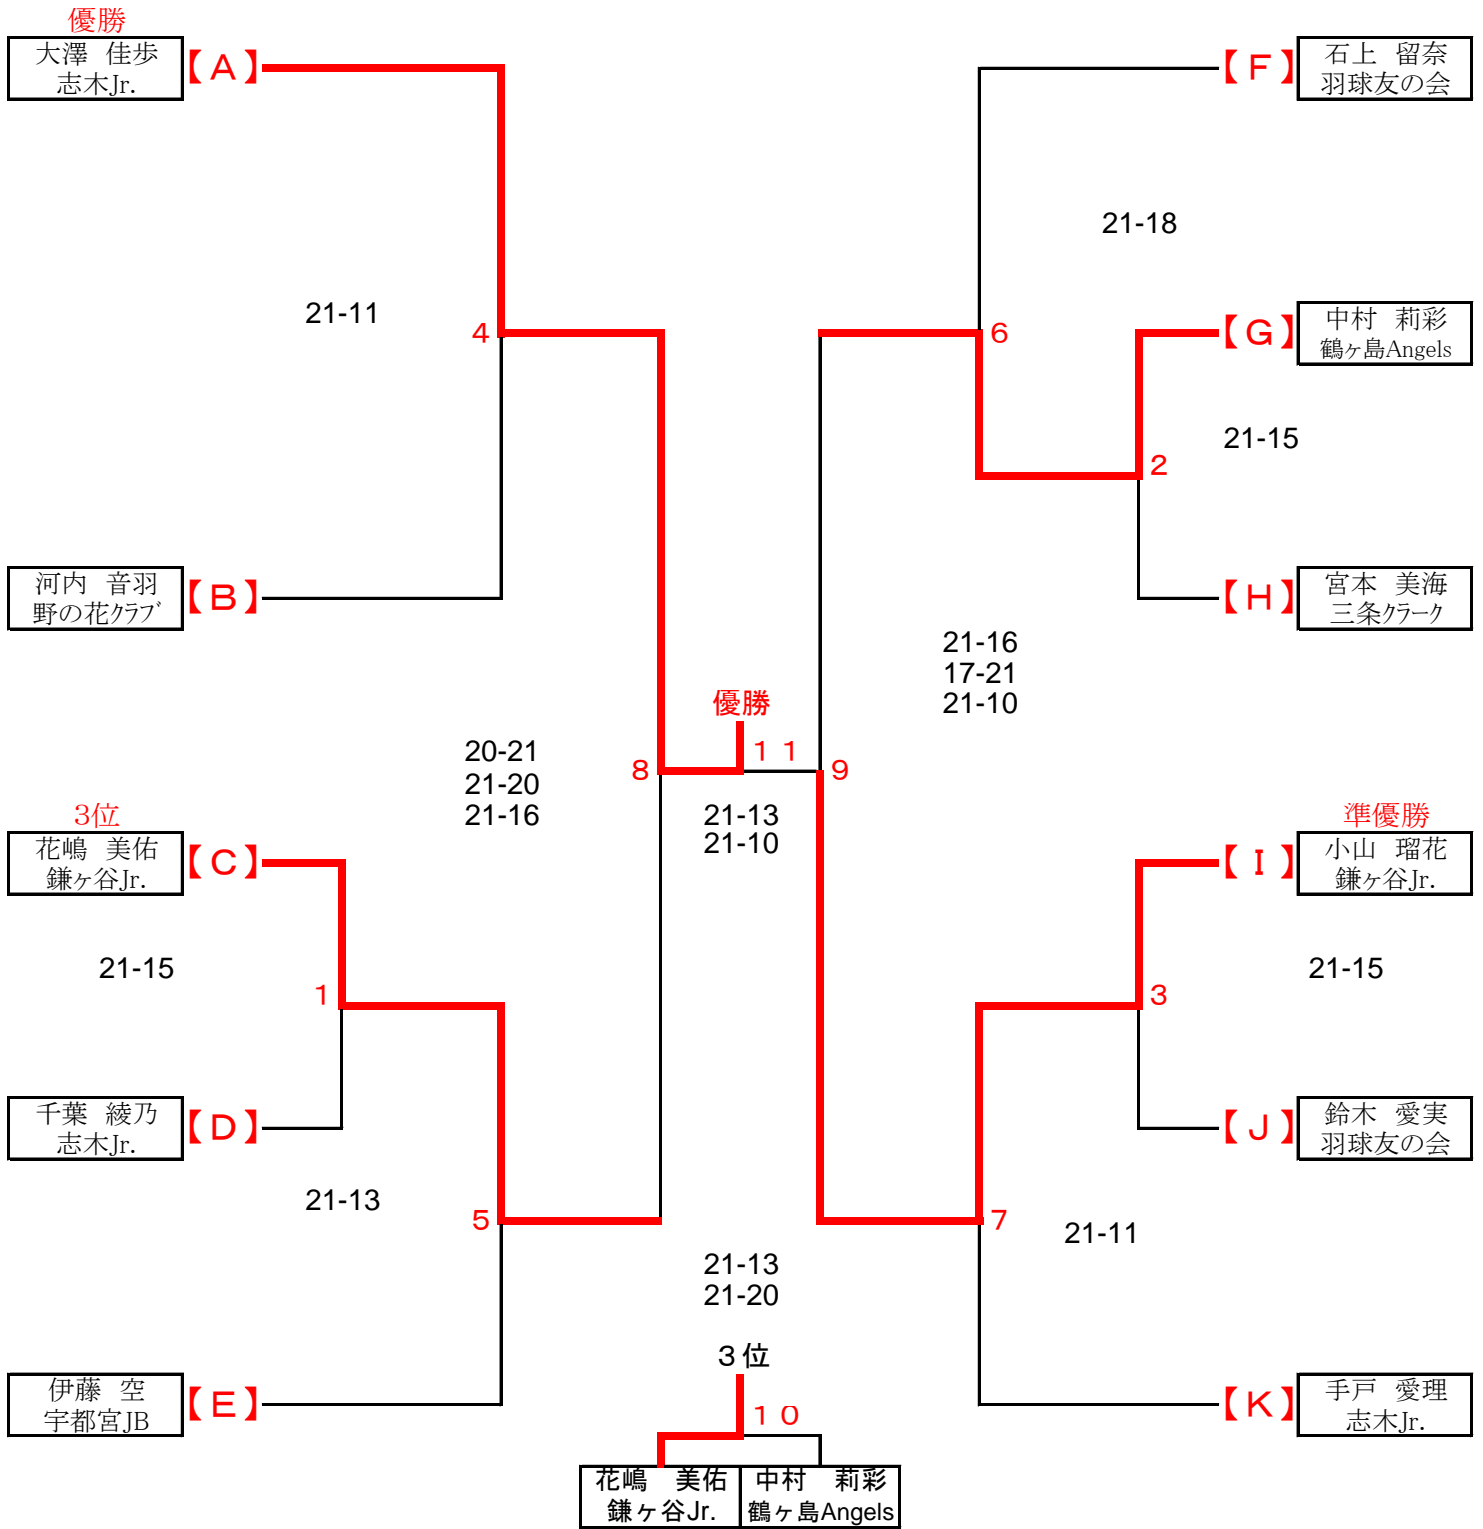 優勝
大澤 佳歩
志木Jr.
【A】
【F】
石上 留奈
羽球友の会
21-18
21-11
4
6
【G】
中村 莉彩
鶴ヶ島Angels
21-15
2
河内 音羽
野の花ｸﾗﾌﾞ
【B】
【H】
宮本 美海
三条ｸﾗｰｸ
21-16
17-21
21-10
優勝
11
20-21
21-20
21-16
8
9
21-13
21-10
3位
花嶋 美佑
鎌ヶ谷Jr.
【C】
準優勝
【I】
小山 瑠花
鎌ヶ谷Jr.
21-15
1
3
21-15
千葉 綾乃
志木Jr.
【D】
【J】
鈴木 愛実
羽球友の会
21-13
5
7
21-11
21-13
21-20
3位
10
伊藤 空
宇都宮JB
【E】
【K】
手戸 愛理
志木Jr.
花嶋 美佑
鎌ヶ谷Jr.
中村 莉彩
鶴ヶ島Angels